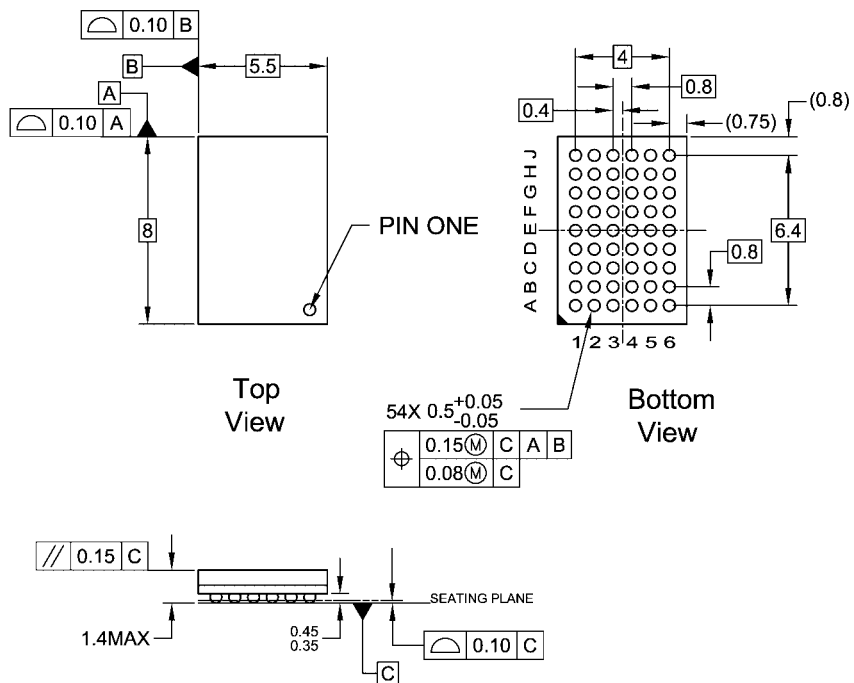 0.10 B
B
5.5
A
0.10 A
8
PIN ONE
Top
View
4
0.8
0.4
(0.75)
(0.8)
6.4
0.8
J
H
G
F
E
D
C
B
A
1 2 3 4 5 6
54X 0.5 +0.05
-0.05
⌖ 0.15Ⓜ C A B
0.08Ⓜ C
Bottom
View
// 0.15 C
1.4MAX
0.45
0.35
SEATING PLANE
0.10 C
C